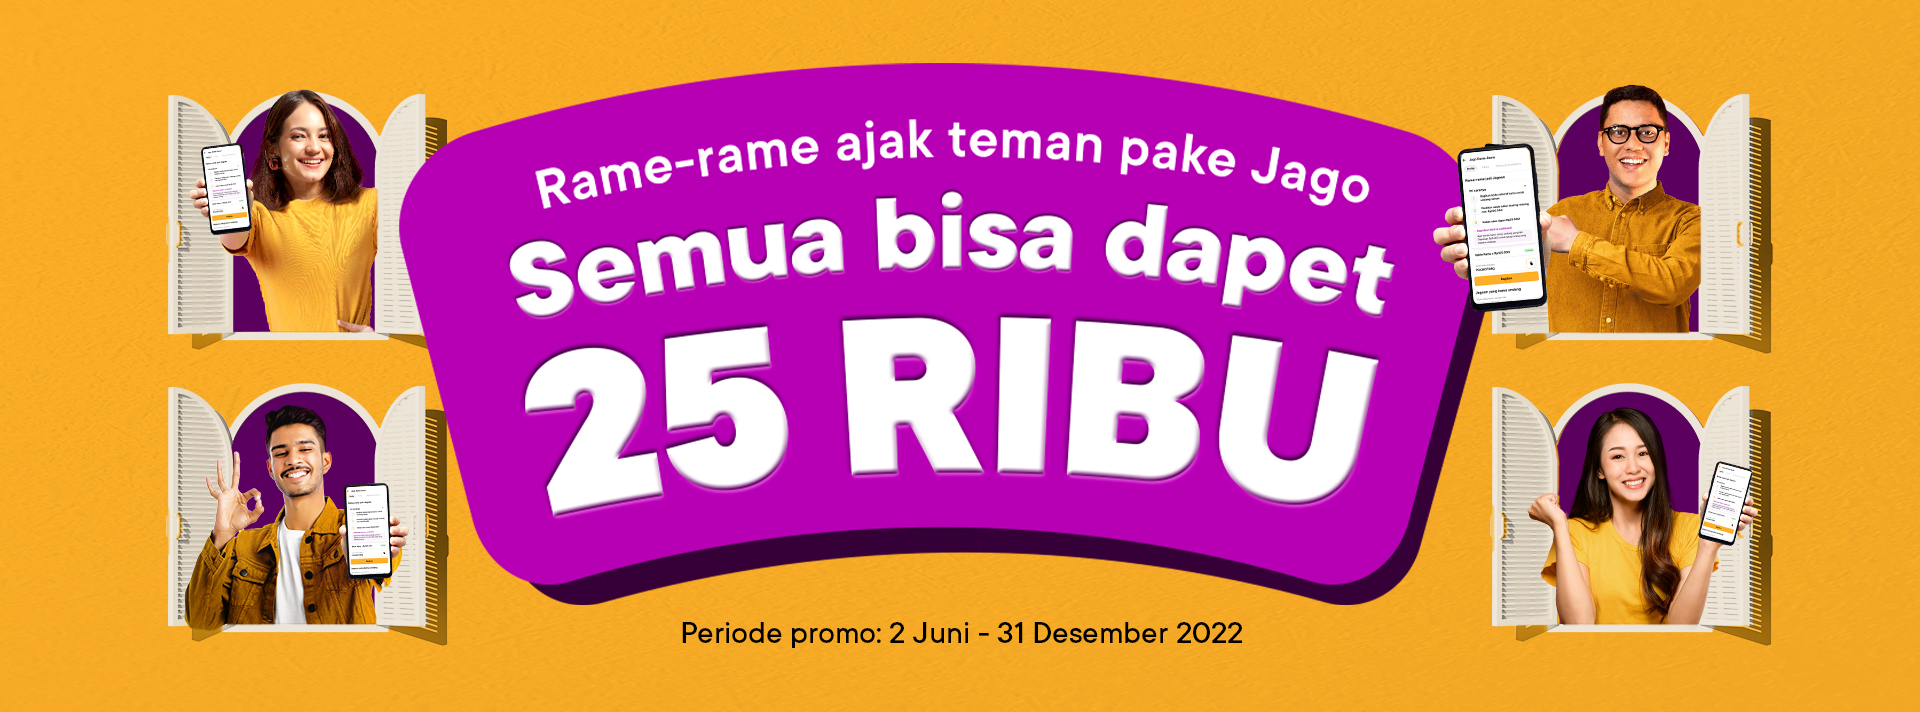 Rame-rame ajak teman pake Jago
Semua bisa dapet
25 RIBU
Periode promo: 2 Juni - 31 Desember 2022